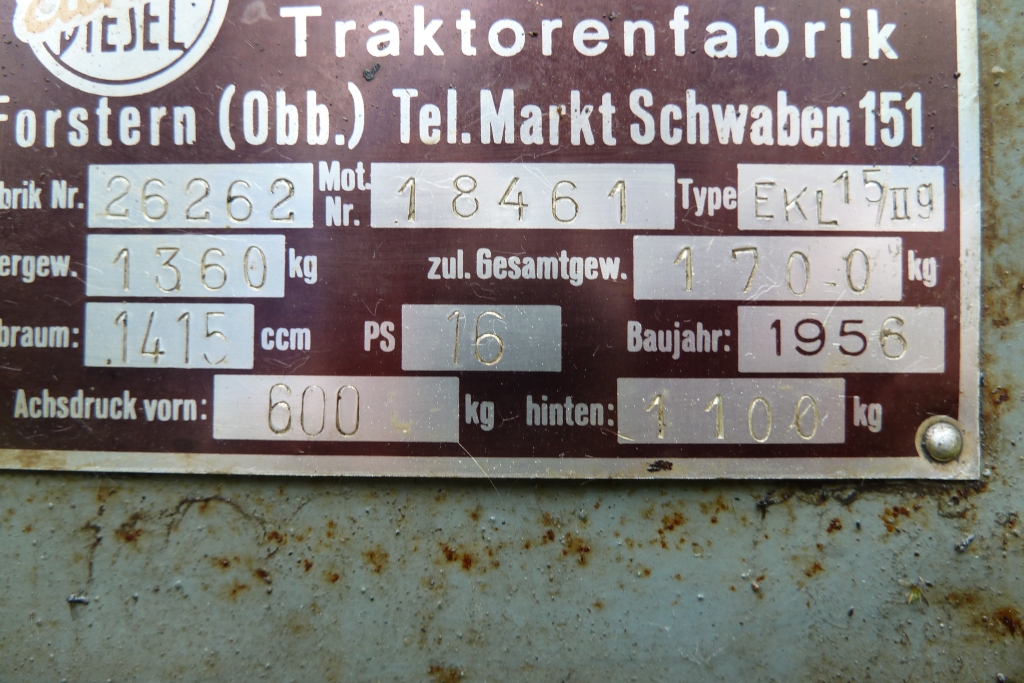 DIESEL
Traktorenfabrik
Forstern (Obb.) Tel. Markt Schwaben 151
brik Nr. 26262 Mot. Nr. 18461 Type EKL 15/II g
ergew. 1360 kg zul. Gesamtgew. 1700 kg
braum: 1415 ccm PS 16 Baujahr: 1956
Achsdruck vorn: 600 kg hinten: 1100 kg